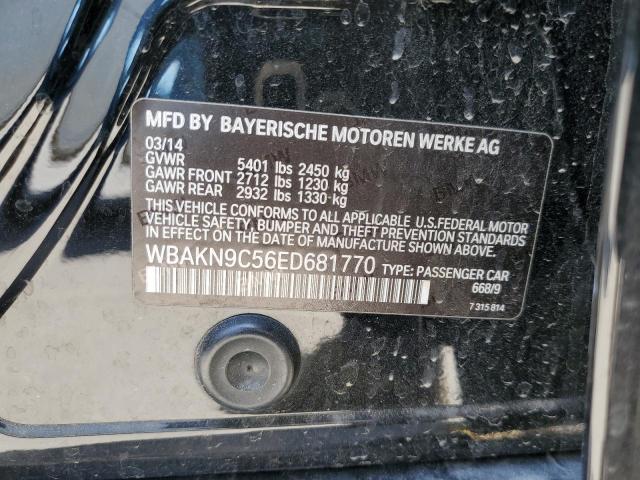 MFD BY BAYERISCHE MOTOREN WERKE AG
03/14
GVWR 5401 lbs 2450 kg
GAWR FRONT 2712 lbs 1230 kg
GAWR REAR 2932 lbs 1330 kg
THIS VEHICLE CONFORMS TO ALL APPLICABLE U.S.FEDERAL MOTOR
VEHICLE SAFETY, BUMPER AND THEFT PREVENTION STANDARDS
IN EFFECT ON THE DATE OF MANUFACTURE SHOWN ABOVE.
WBAKN9C56ED681770 TYPE: PASSENGER CAR
668/9
7 315 814